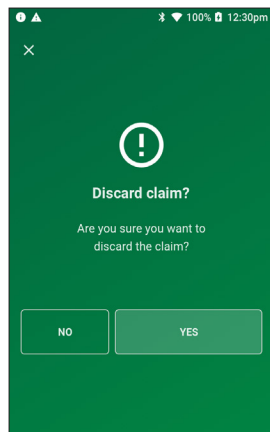 100% 12:30pm
Discard claim?
Are you sure you want to
discard the claim?
NO
YES